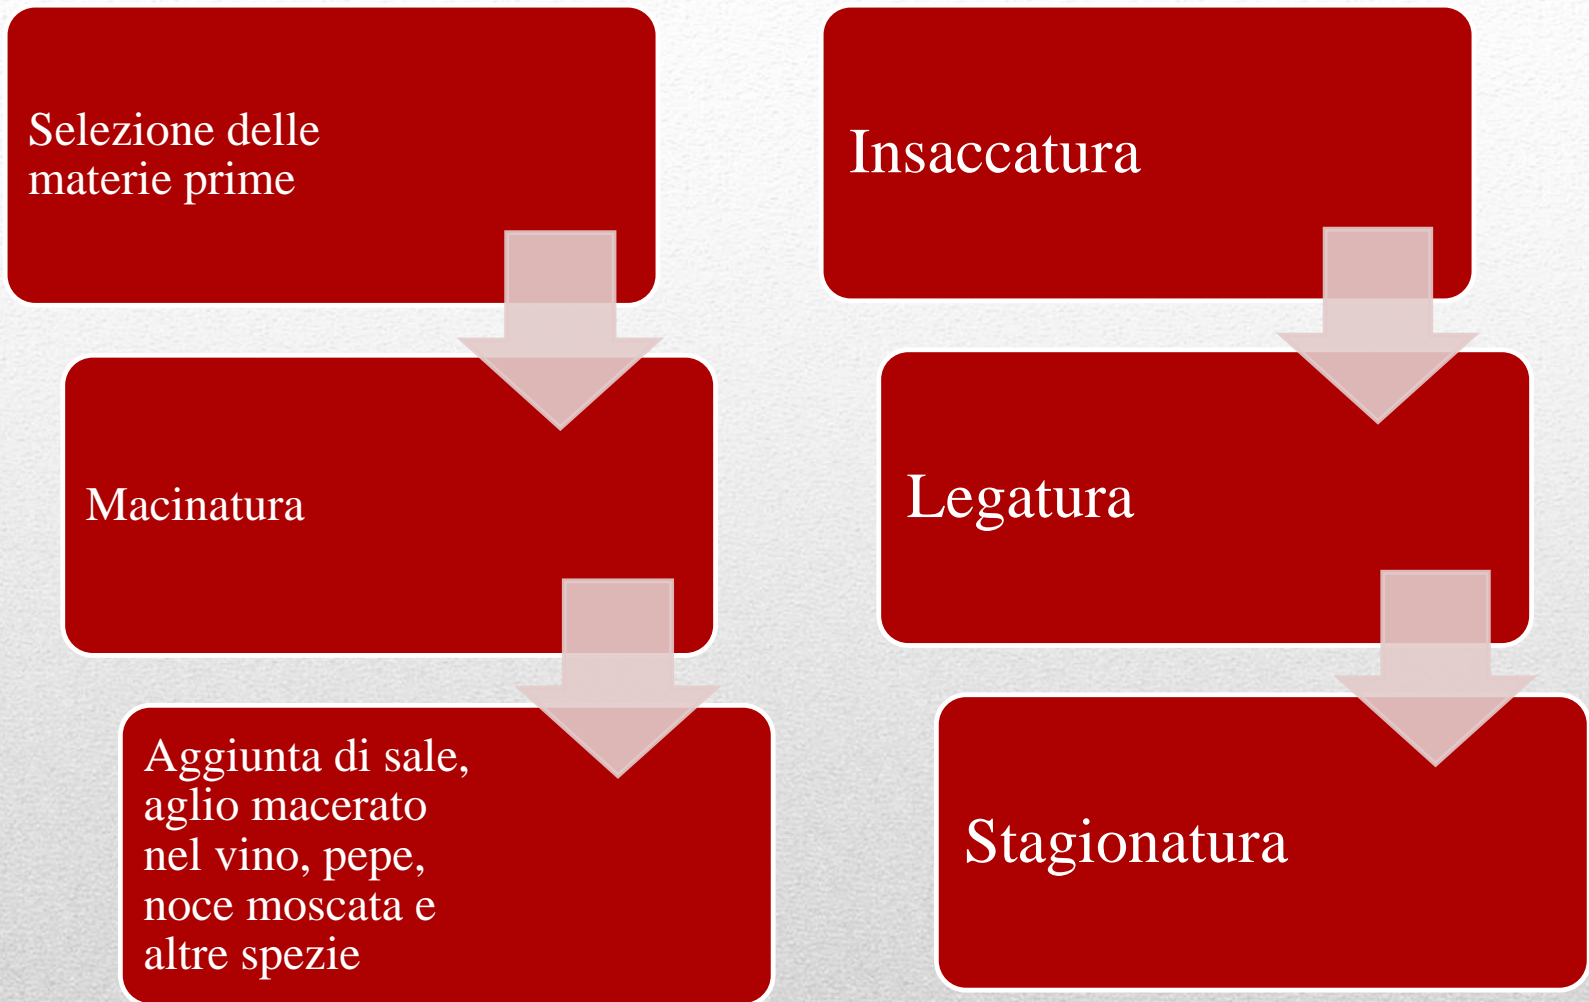 Selezione delle
materie prime
Macinatura
Aggiunta di sale,
aglio macerato
nel vino, pepe,
noce moscata e
altre spezie
Insaccatura
Legatura
Stagionatura